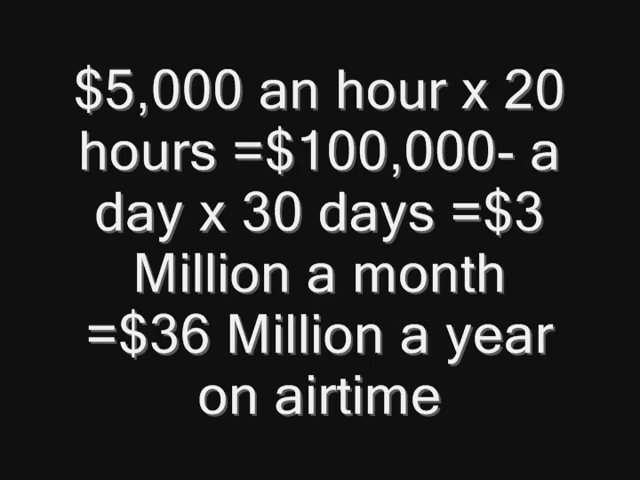 $5,000 an hour x 20
hours =$100,000- a
day x 30 days =$3
Million a month
=$36 Million a year
on airtime